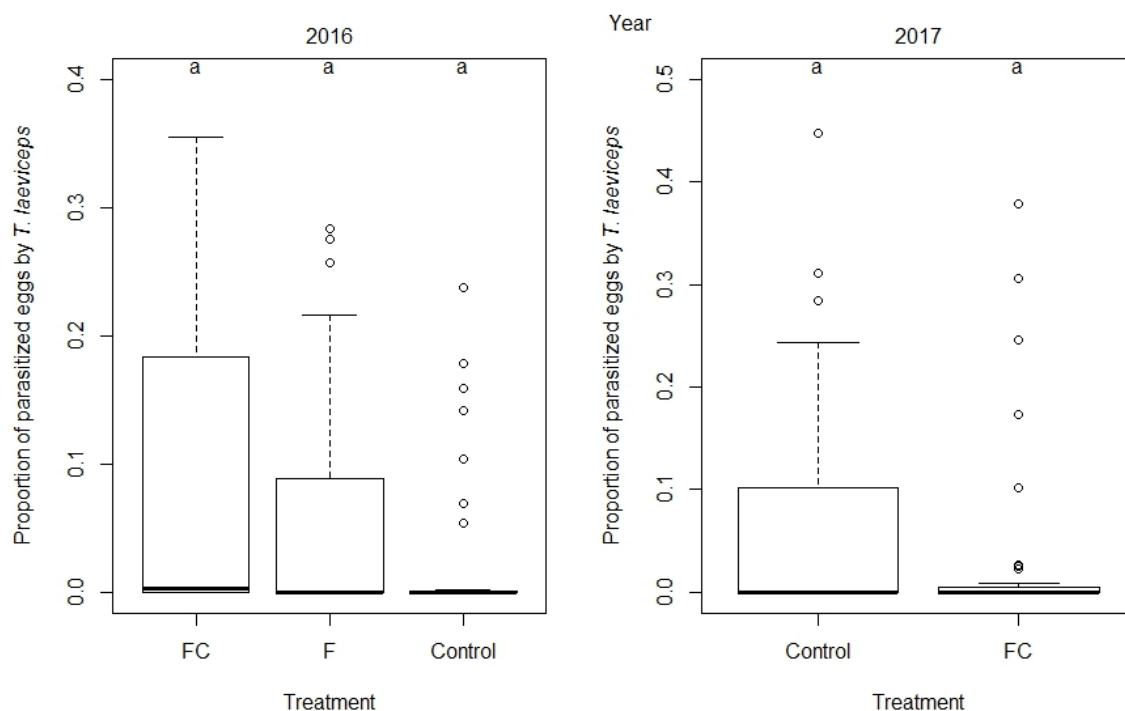 Year
2016
2017
a a a
a a
Proportion of parasitized eggs by T. laeviceps
0.4
0.3
0.2
0.1
0.0
FC F Control
Treatment
Proportion of parasitized eggs by T. laeviceps
0.5
0.4
0.3
0.2
0.1
0.0
Control FC
Treatment